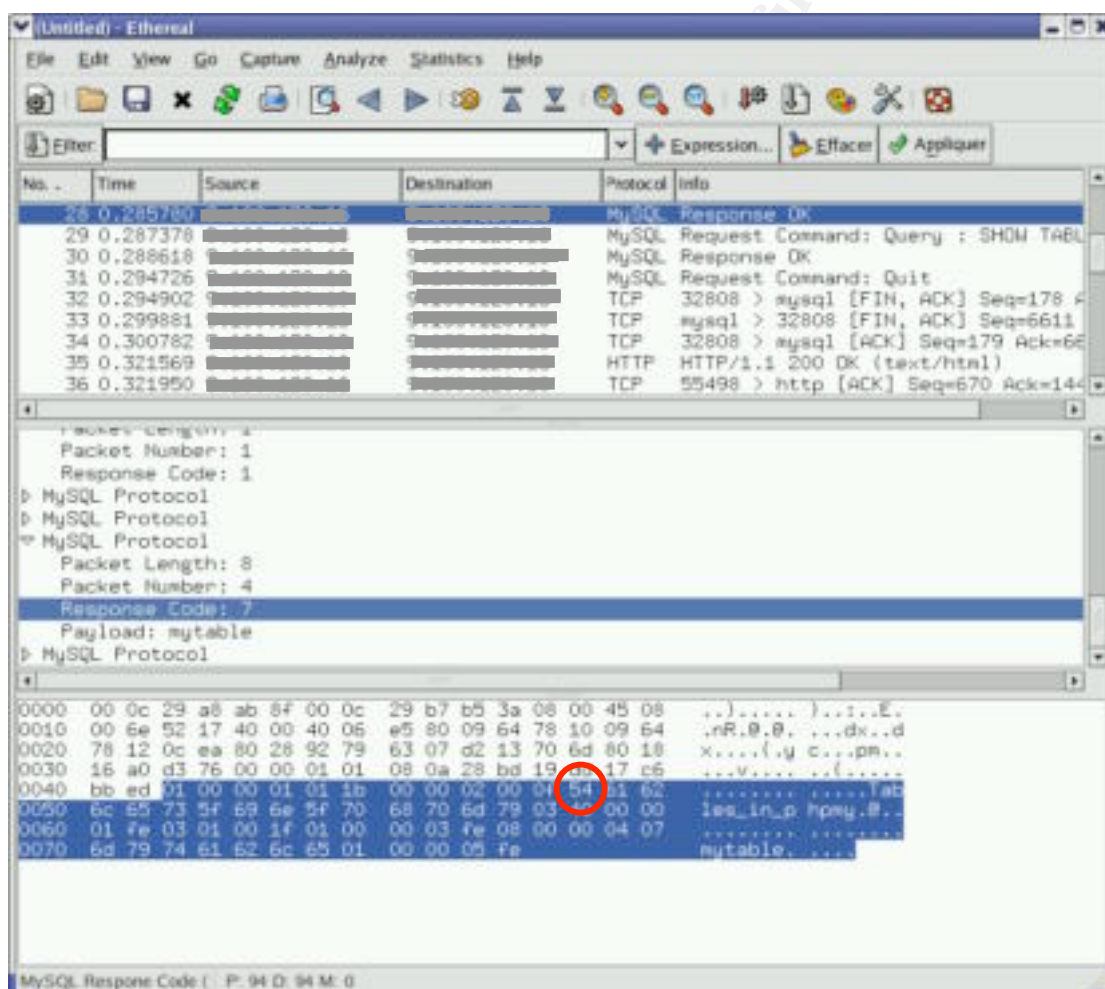 (Untitled) - Ethereal
File Edit View Go Capture Analyze Statistics Help
Filter: Expression... Effacer Appliquer
No. . Time Source Destination Protocol Info
28 0.285780 MySQL Response OK
29 0.287378 MySQL Request Command: Query : SHOW TABL
30 0.288618 MySQL Response OK
31 0.294726 MySQL Request Command: Quit
32 0.294902 TCP 32808 > mysql [FIN, ACK] Seq=178 A
33 0.299881 TCP mysql > 32808 [FIN, ACK] Seq=6611
34 0.300782 TCP 32808 > mysql [ACK] Seq=179 Ack=66
35 0.321569 HTTP HTTP/1.1 200 OK (text/html)
36 0.321950 TCP 55498 > http [ACK] Seq=670 Ack=144
Packet Length: 1
Packet Number: 1
Response Code: 1
MySQL Protocol
MySQL Protocol
MySQL Protocol
Packet Length: 8
Packet Number: 4
Response Code: 7
Payload: mytable
MySQL Protocol
0000 00 0c 29 a8 ab 8f 00 0c 29 b7 b5 3a 08 00 45 08 ..)..... )..:..E.
0010 00 6e 52 17 40 00 40 06 e5 80 09 64 78 10 09 64 .nR.@.@. ...dx..d
0020 78 12 0c ea 80 28 92 79 63 07 d2 13 70 6d 80 18 x....(.y c...pm..
0030 16 a0 d3 76 00 00 01 01 08 0a 28 bd 19 17 c6 ...v.... ..(.....
0040 bb ed 01 00 00 01 01 1b 00 00 02 00 0f 54 61 62 ........ .....Tab
0050 6c 65 73 5f 69 6e 5f 70 68 70 6d 79 03 40 00 00 les_in_p hpmy.@..
0060 01 fe 03 01 00 1f 01 00 00 03 fe 08 00 00 04 07 ........ ........
0070 6d 79 74 61 62 6c 65 01 00 00 05 fe mytable. ....
MySQL Respone Code ( P: 94 D: 94 M: 0